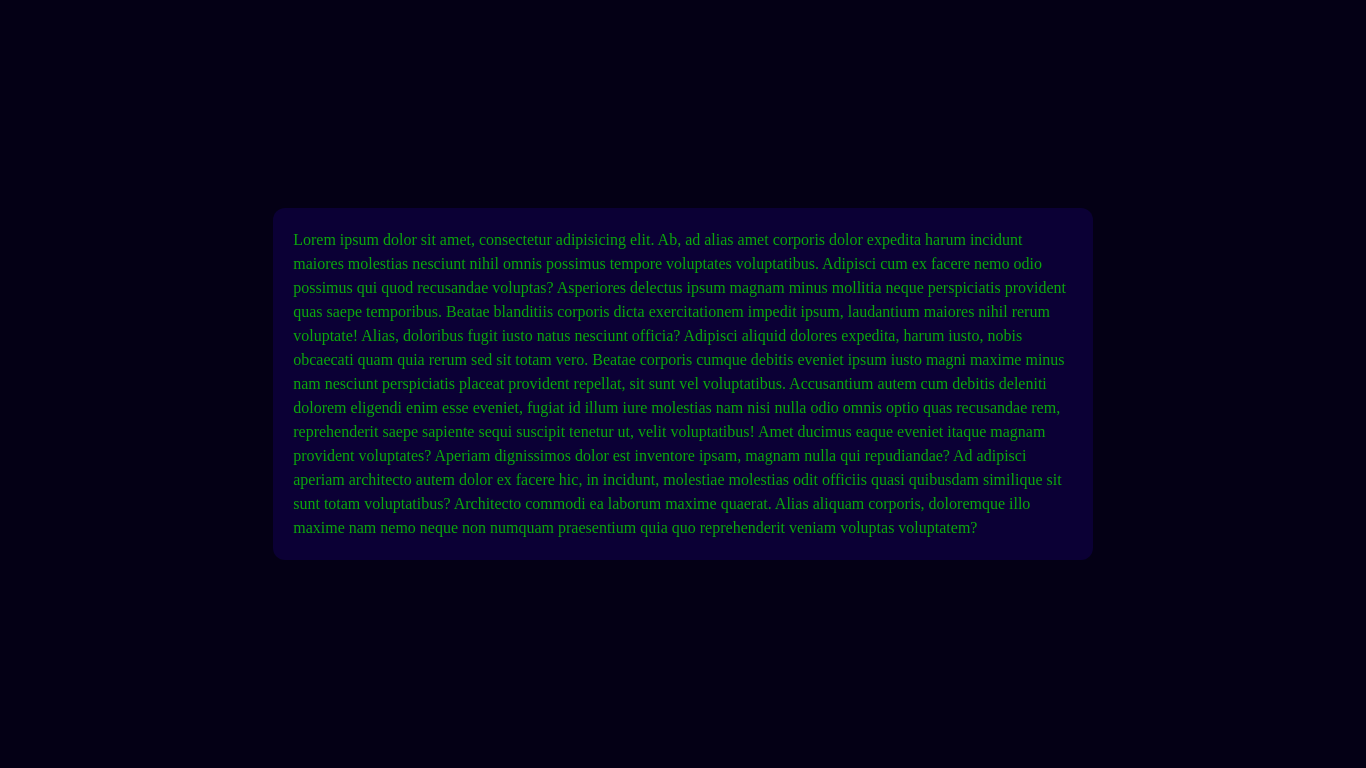 Lorem ipsum dolor sit amet, consectetur adipisicing elit. Ab, ad alias amet corporis dolor expedita harum incidunt
maiores molestias nesciunt nihil omnis possimus tempore voluptates voluptatibus. Adipisci cum ex facere nemo odio
possimus qui quod recusandae voluptas? Asperiores delectus ipsum magnam minus mollitia neque perspiciatis provident
quas saepe temporibus. Beatae blanditiis corporis dicta exercitationem impedit ipsum, laudantium maiores nihil rerum
voluptate! Alias, doloribus fugit iusto natus nesciunt officia? Adipisci aliquid dolores expedita, harum iusto, nobis
obcaecati quam quia rerum sed sit totam vero. Beatae corporis cumque debitis eveniet ipsum iusto magni maxime minus
nam nesciunt perspiciatis placeat provident repellat, sit sunt vel voluptatibus. Accusantium autem cum debitis deleniti
dolorem eligendi enim esse eveniet, fugiat id illum iure molestias nam nisi nulla odio omnis optio quas recusandae rem,
reprehenderit saepe sapiente sequi suscipit tenetur ut, velit voluptatibus! Amet ducimus eaque eveniet itaque magnam
provident voluptates? Aperiam dignissimos dolor est inventore ipsam, magnam nulla qui repudiandae? Ad adipisci
aperiam architecto autem dolor ex facere hic, in incidunt, molestiae molestias odit officiis quasi quibusdam similique sit
sunt totam voluptatibus? Architecto commodi ea laborum maxime quaerat. Alias aliquam corporis, doloremque illo
maxime nam nemo neque non numquam praesentium quia quo reprehenderit veniam voluptas voluptatem?